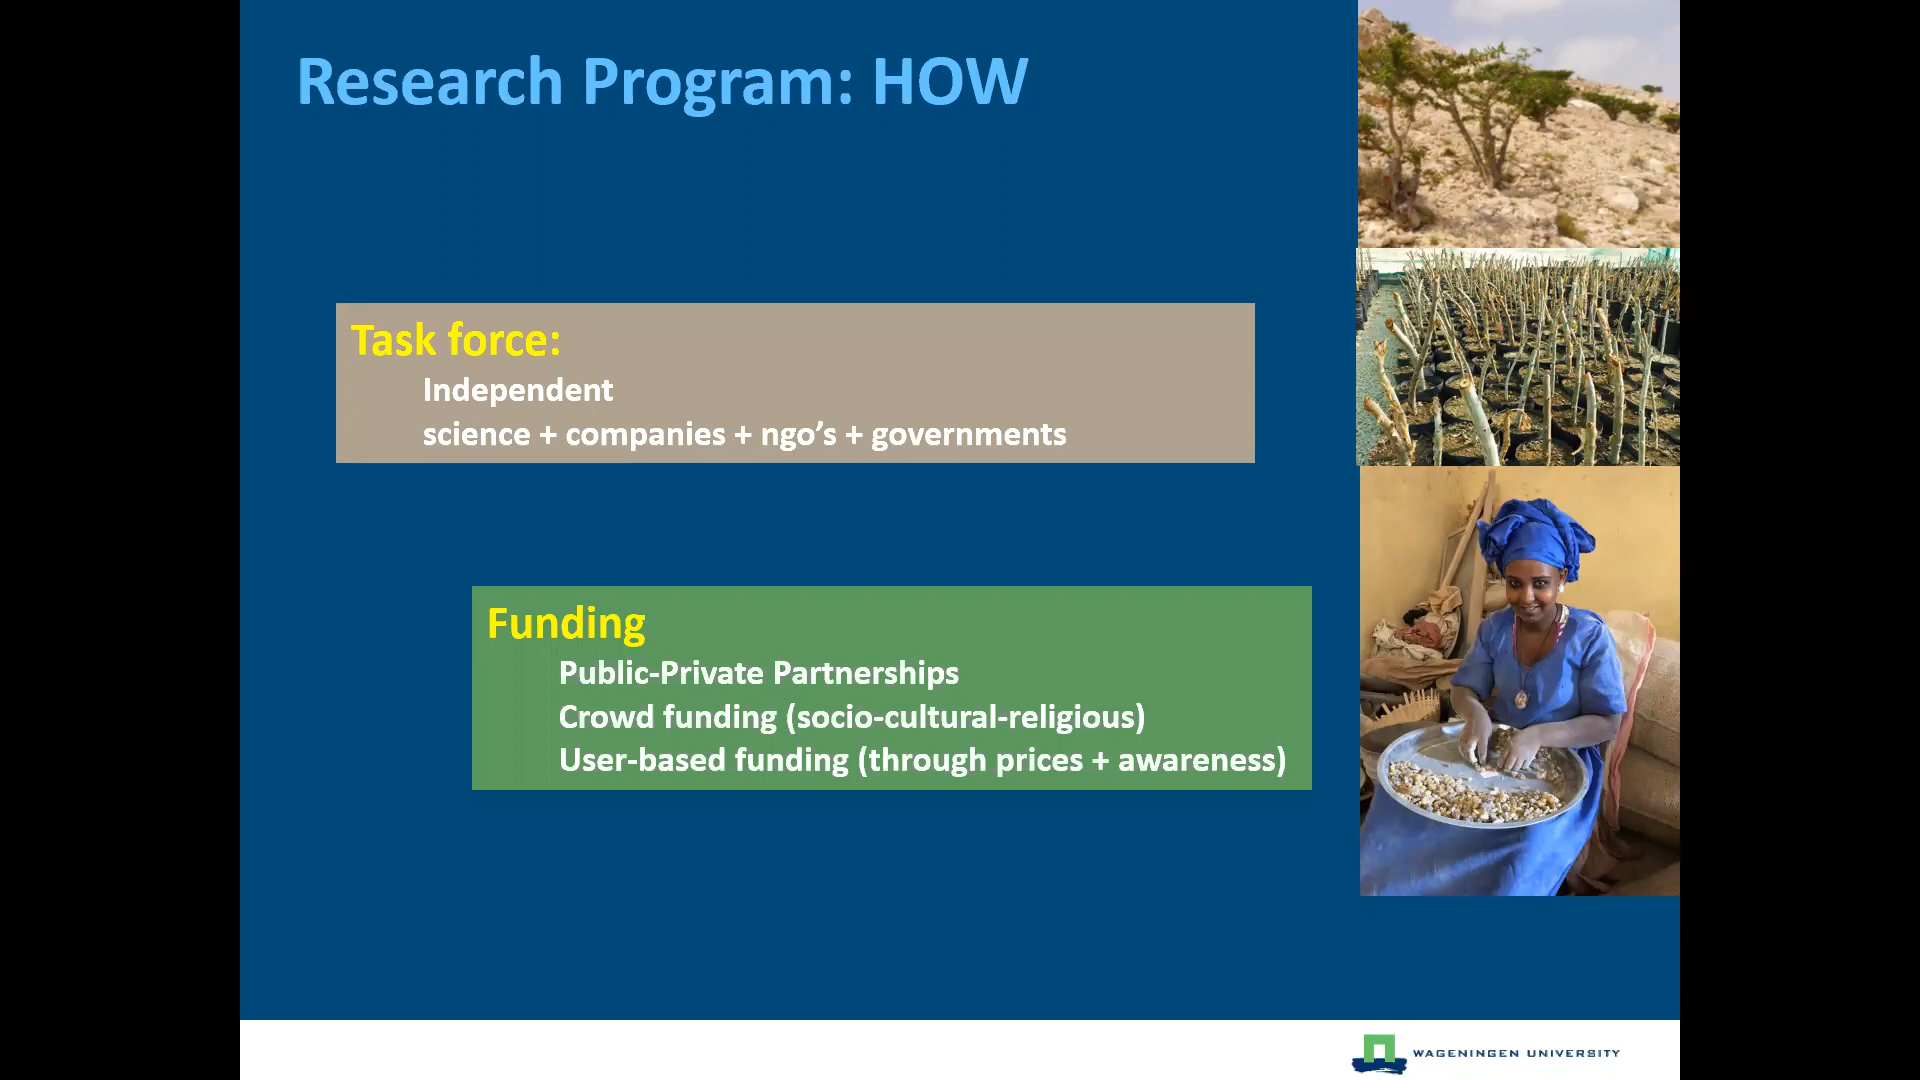 Research Program: HOW
Task force:
Independent
science + companies + ngo’s + governments
Funding
Public-Private Partnerships
Crowd funding (socio-cultural-religious)
User-based funding (through prices + awareness)
WAGENINGEN UNIVERSITY